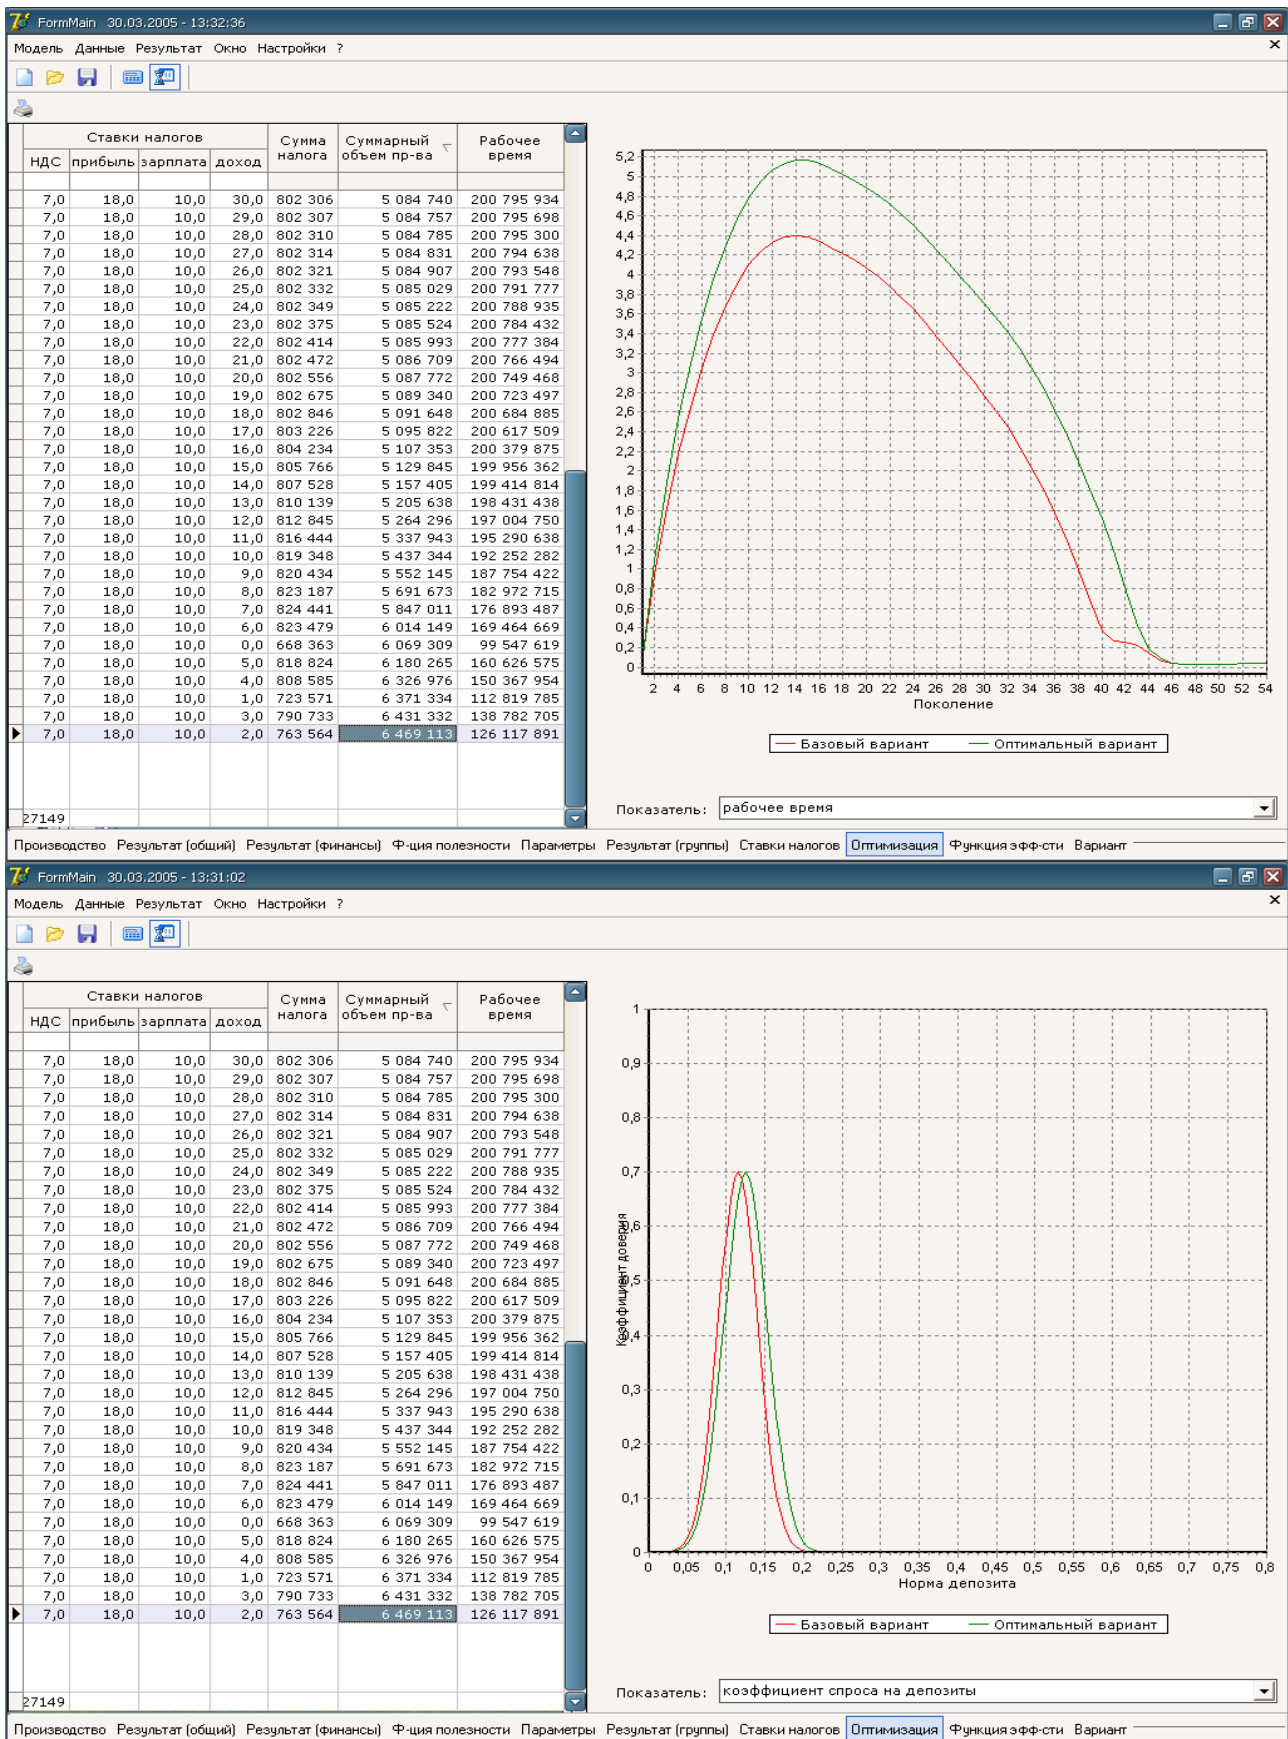 FormMain 30.03.2005 - 13:32:36
Модель Данные Результат Окно Настройки ?
Ставки налогов Сумма налога Суммарный объем пр-ва Рабочее время
НДС прибыль зарплата доход
7,0 18,0 10,0 30,0 802 306 5 084 740 200 795 934
7,0 18,0 10,0 29,0 802 307 5 084 757 200 795 698
7,0 18,0 10,0 28,0 802 310 5 084 785 200 795 300
7,0 18,0 10,0 27,0 802 314 5 084 831 200 794 638
7,0 18,0 10,0 26,0 802 321 5 084 907 200 793 548
7,0 18,0 10,0 25,0 802 332 5 085 029 200 791 777
7,0 18,0 10,0 24,0 802 349 5 085 222 200 788 935
7,0 18,0 10,0 23,0 802 375 5 085 524 200 784 432
7,0 18,0 10,0 22,0 802 414 5 085 993 200 777 384
7,0 18,0 10,0 21,0 802 472 5 086 709 200 766 494
7,0 18,0 10,0 20,0 802 556 5 087 772 200 749 468
7,0 18,0 10,0 19,0 802 675 5 089 340 200 723 497
7,0 18,0 10,0 18,0 802 846 5 091 648 200 684 885
7,0 18,0 10,0 17,0 803 226 5 095 822 200 617 509
7,0 18,0 10,0 16,0 804 234 5 107 353 200 379 875
7,0 18,0 10,0 15,0 805 766 5 129 845 199 956 362
7,0 18,0 10,0 14,0 807 528 5 157 405 199 414 814
7,0 18,0 10,0 13,0 810 139 5 205 638 198 431 438
7,0 18,0 10,0 12,0 812 845 5 264 296 197 004 750
7,0 18,0 10,0 11,0 816 444 5 337 943 195 290 638
7,0 18,0 10,0 10,0 819 348 5 437 344 192 252 282
7,0 18,0 10,0 9,0 820 434 5 552 145 187 754 422
7,0 18,0 10,0 8,0 823 187 5 691 673 182 972 715
7,0 18,0 10,0 7,0 824 441 5 847 011 176 893 487
7,0 18,0 10,0 6,0 823 479 6 014 149 169 464 669
7,0 18,0 10,0 0,0 668 363 6 069 309 99 547 619
7,0 18,0 10,0 5,0 818 824 6 180 265 160 626 575
7,0 18,0 10,0 4,0 808 585 6 326 976 150 367 954
7,0 18,0 10,0 1,0 723 571 6 371 334 112 819 785
7,0 18,0 10,0 3,0 790 733 6 431 332 138 782 705
7,0 18,0 10,0 2,0 763 564 6 469 113 126 117 891
27149
5,2
5
4,8
4,6
4,4
4,2
4
3,8
3,6
3,4
3,2
3
2,8
2,6
2,4
2,2
2
1,8
1,6
1,4
1,2
1
0,8
0,6
0,4
0,2
0
2 4 6 8 10 12 14 16 18 20 22 24 26 28 30 32 34 36 38 40 42 44 46 48 50 52 54
Поколение
Базовый вариант Оптимальный вариант
Показатель: рабочее время
Производство Результат (общий) Результат (финансы) Ф-ция полезности Параметры Результат (группы) Ставки налогов Оптимизация Функция эфф-сти Вариант
FormMain 30.03.2005 - 13:31:02
Модель Данные Результат Окно Настройки ?
Ставки налогов Сумма налога Суммарный объем пр-ва Рабочее время
НДС прибыль зарплата доход
7,0 18,0 10,0 30,0 802 306 5 084 740 200 795 934
7,0 18,0 10,0 29,0 802 307 5 084 757 200 795 698
7,0 18,0 10,0 28,0 802 310 5 084 785 200 795 300
7,0 18,0 10,0 27,0 802 314 5 084 831 200 794 638
7,0 18,0 10,0 26,0 802 321 5 084 907 200 793 548
7,0 18,0 10,0 25,0 802 332 5 085 029 200 791 777
7,0 18,0 10,0 24,0 802 349 5 085 222 200 788 935
7,0 18,0 10,0 23,0 802 375 5 085 524 200 784 432
7,0 18,0 10,0 22,0 802 414 5 085 993 200 777 384
7,0 18,0 10,0 21,0 802 472 5 086 709 200 766 494
7,0 18,0 10,0 20,0 802 556 5 087 772 200 749 468
7,0 18,0 10,0 19,0 802 675 5 089 340 200 723 497
7,0 18,0 10,0 18,0 802 846 5 091 648 200 684 885
7,0 18,0 10,0 17,0 803 226 5 095 822 200 617 509
7,0 18,0 10,0 16,0 804 234 5 107 353 200 379 875
7,0 18,0 10,0 15,0 805 766 5 129 845 199 956 362
7,0 18,0 10,0 14,0 807 528 5 157 405 199 414 814
7,0 18,0 10,0 13,0 810 139 5 205 638 198 431 438
7,0 18,0 10,0 12,0 812 845 5 264 296 197 004 750
7,0 18,0 10,0 11,0 816 444 5 337 943 195 290 638
7,0 18,0 10,0 10,0 819 348 5 437 344 192 252 282
7,0 18,0 10,0 9,0 820 434 5 552 145 187 754 422
7,0 18,0 10,0 8,0 823 187 5 691 673 182 972 715
7,0 18,0 10,0 7,0 824 441 5 847 011 176 893 487
7,0 18,0 10,0 6,0 823 479 6 014 149 169 464 669
7,0 18,0 10,0 0,0 668 363 6 069 309 99 547 619
7,0 18,0 10,0 5,0 818 824 6 180 265 160 626 575
7,0 18,0 10,0 4,0 808 585 6 326 976 150 367 954
7,0 18,0 10,0 1,0 723 571 6 371 334 112 819 785
7,0 18,0 10,0 3,0 790 733 6 431 332 138 782 705
7,0 18,0 10,0 2,0 763 564 6 469 113 126 117 891
27149
1
0,9
0,8
0,7
0,6
0,5
0,4
0,3
0,2
0,1
0
Коэффициент доверия
0 0,05 0,1 0,15 0,2 0,25 0,3 0,35 0,4 0,45 0,5 0,55 0,6 0,65 0,7 0,75 0,8
Норма депозита
Базовый вариант Оптимальный вариант
Показатель: коэффициент спроса на депозиты
Производство Результат (общий) Результат (финансы) Ф-ция полезности Параметры Результат (группы) Ставки налогов Оптимизация Функция эфф-сти Вариант